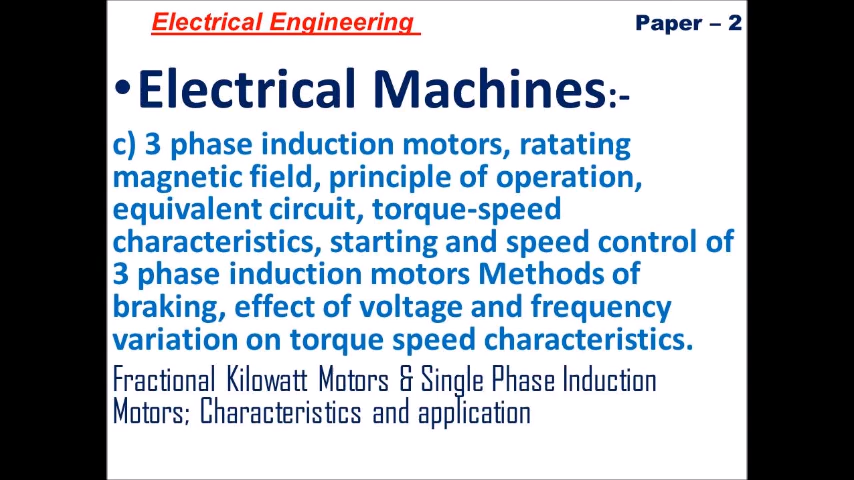 Electrical Engineering
Paper – 2
•Electrical Machines:-
c) 3 phase induction motors, ratating
magnetic field, principle of operation,
equivalent circuit, torque-speed
characteristics, starting and speed control of
3 phase induction motors Methods of
braking, effect of voltage and frequency
variation on torque speed characteristics.
Fractional Kilowatt Motors & Single Phase Induction
Motors; Characteristics and application